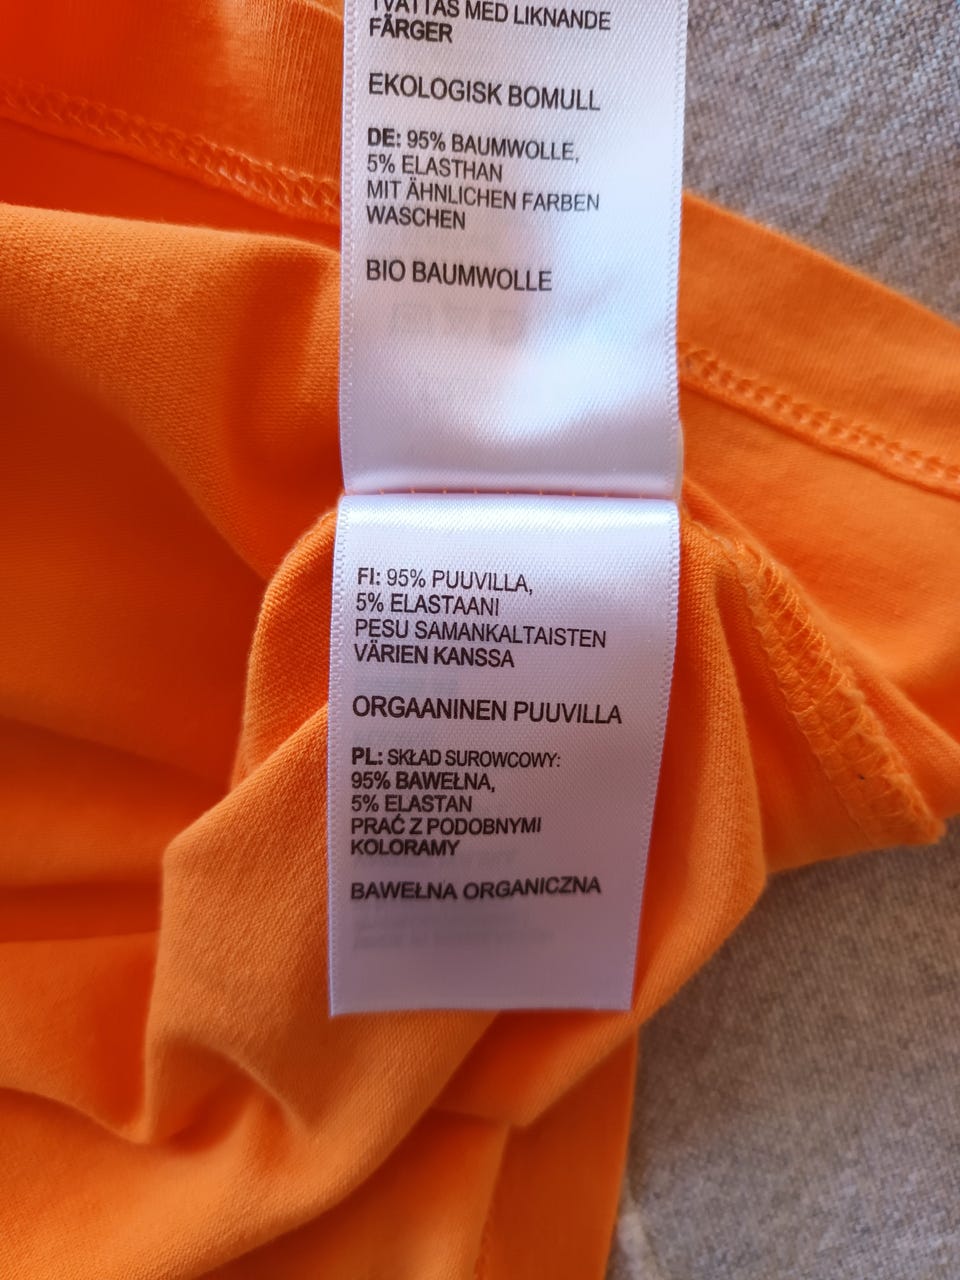 TVÄTTAS MED LIKNANDE
FÄRGER
EKOLOGISK BOMULL
DE: 95% BAUMWOLLE,
5% ELASTHAN
MIT ÄHNLICHEN FARBEN
WASCHEN
BIO BAUMWOLLE
FI: 95% PUUVILLA,
5% ELASTAANI
PESU SAMANKALTAISTEN
VÄRIEN KANSSA
ORGAANINEN PUUVILLA
PL: SKŁAD SUROWCOWY:
95% BAWEŁNA,
5% ELASTAN
PRAĆ Z PODOBNYMI
KOLORAMY
BAWEŁNA ORGANICZNA